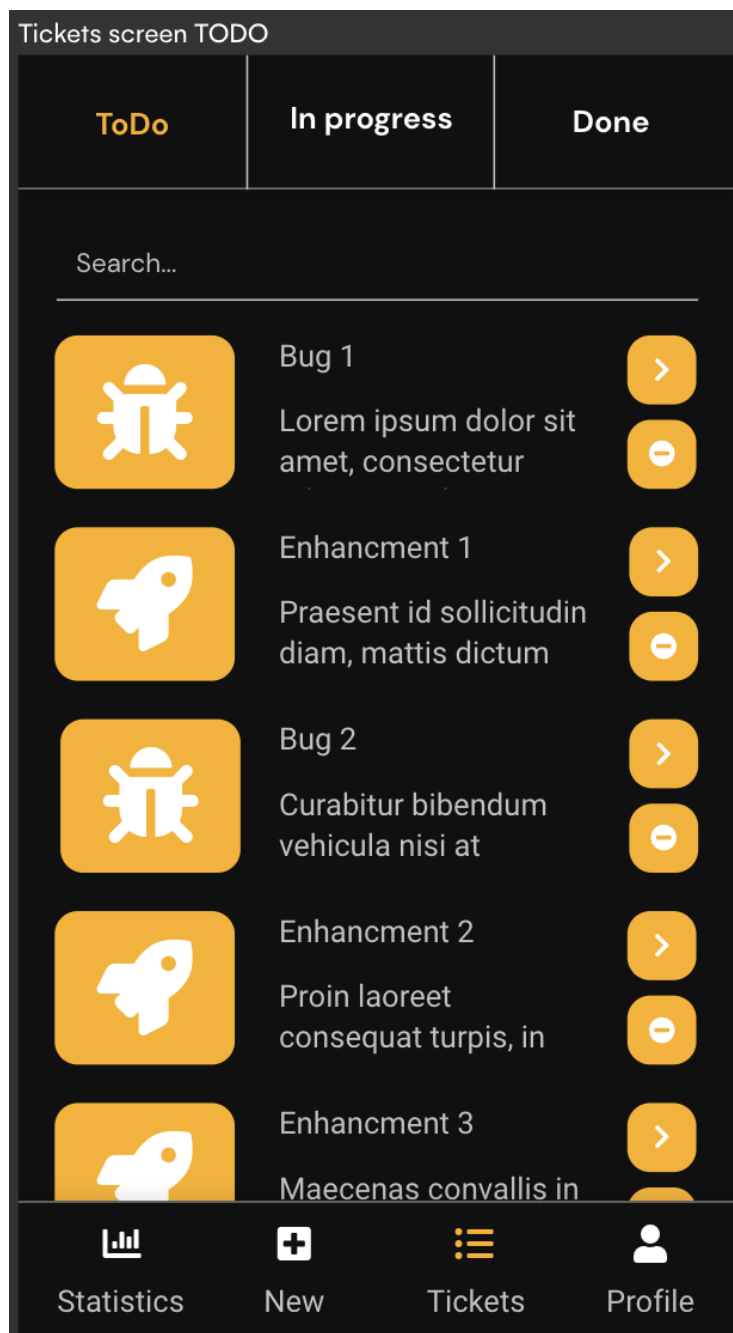 Tickets screen TODO
ToDo
In progress
Done
Search...
Bug 1
Lorem ipsum dolor sit
amet, consectetur
Enhancment 1
Praesent id sollicitudin
diam, mattis dictum
Bug 2
Curabitur bibendum
vehicula nisi at
Enhancment 2
Proin laoreet
consequat turpis, in
Enhancment 3
Maecenas convallis in
Statistics
New
Tickets
Profile